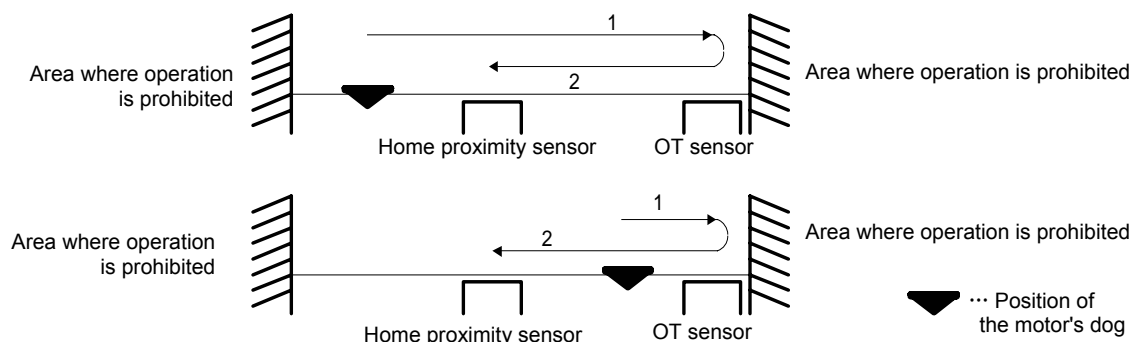 1
Area where operation
is prohibited
2
Area where operation is prohibited
Home proximity sensor
OT sensor
1
Area where operation
is prohibited
2
Area where operation is prohibited
Home proximity sensor
OT sensor
··· Position of
the motor's dog